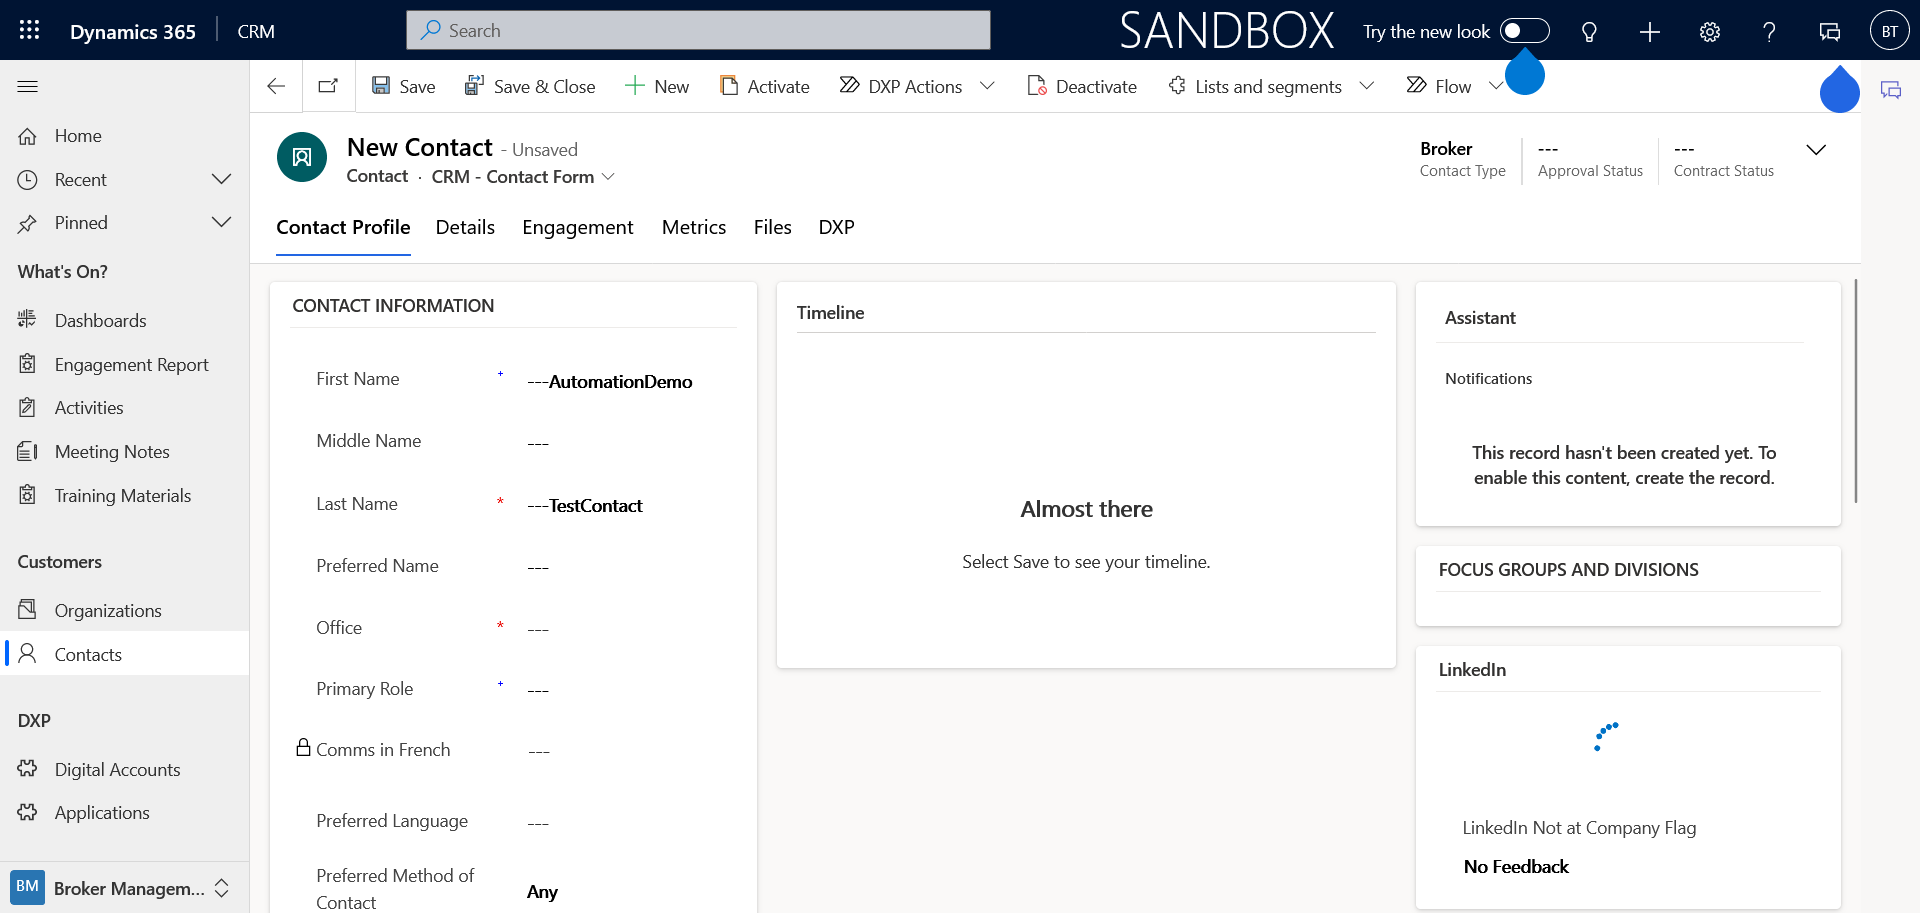 Dynamics 365
CRM
Search
SANDBOX
Try the new look
BT
Save
Save & Close
New
Activate
DXP Actions
Deactivate
Lists and segments
Flow
Home
Recent
Pinned
What's On?
Dashboards
Engagement Report
Activities
Meeting Notes
Training Materials
Customers
Organizations
Contacts
DXP
Digital Accounts
Applications
BM
Broker Managem...
New Contact - Unsaved
Contact · CRM - Contact Form
Broker
Contact Type
---
Approval Status
---
Contract Status
Contact Profile
Details
Engagement
Metrics
Files
DXP
CONTACT INFORMATION
First Name + ---AutomationDemo
Middle Name ---
Last Name * ---TestContact
Preferred Name ---
Office * ---
Primary Role + ---
Comms in French ---
Preferred Language ---
Preferred Method of
Contact
Any
Timeline
Almost there
Select Save to see your timeline.
Assistant
Notifications
This record hasn't been created yet. To
enable this content, create the record.
FOCUS GROUPS AND DIVISIONS
LinkedIn
LinkedIn Not at Company Flag
No Feedback